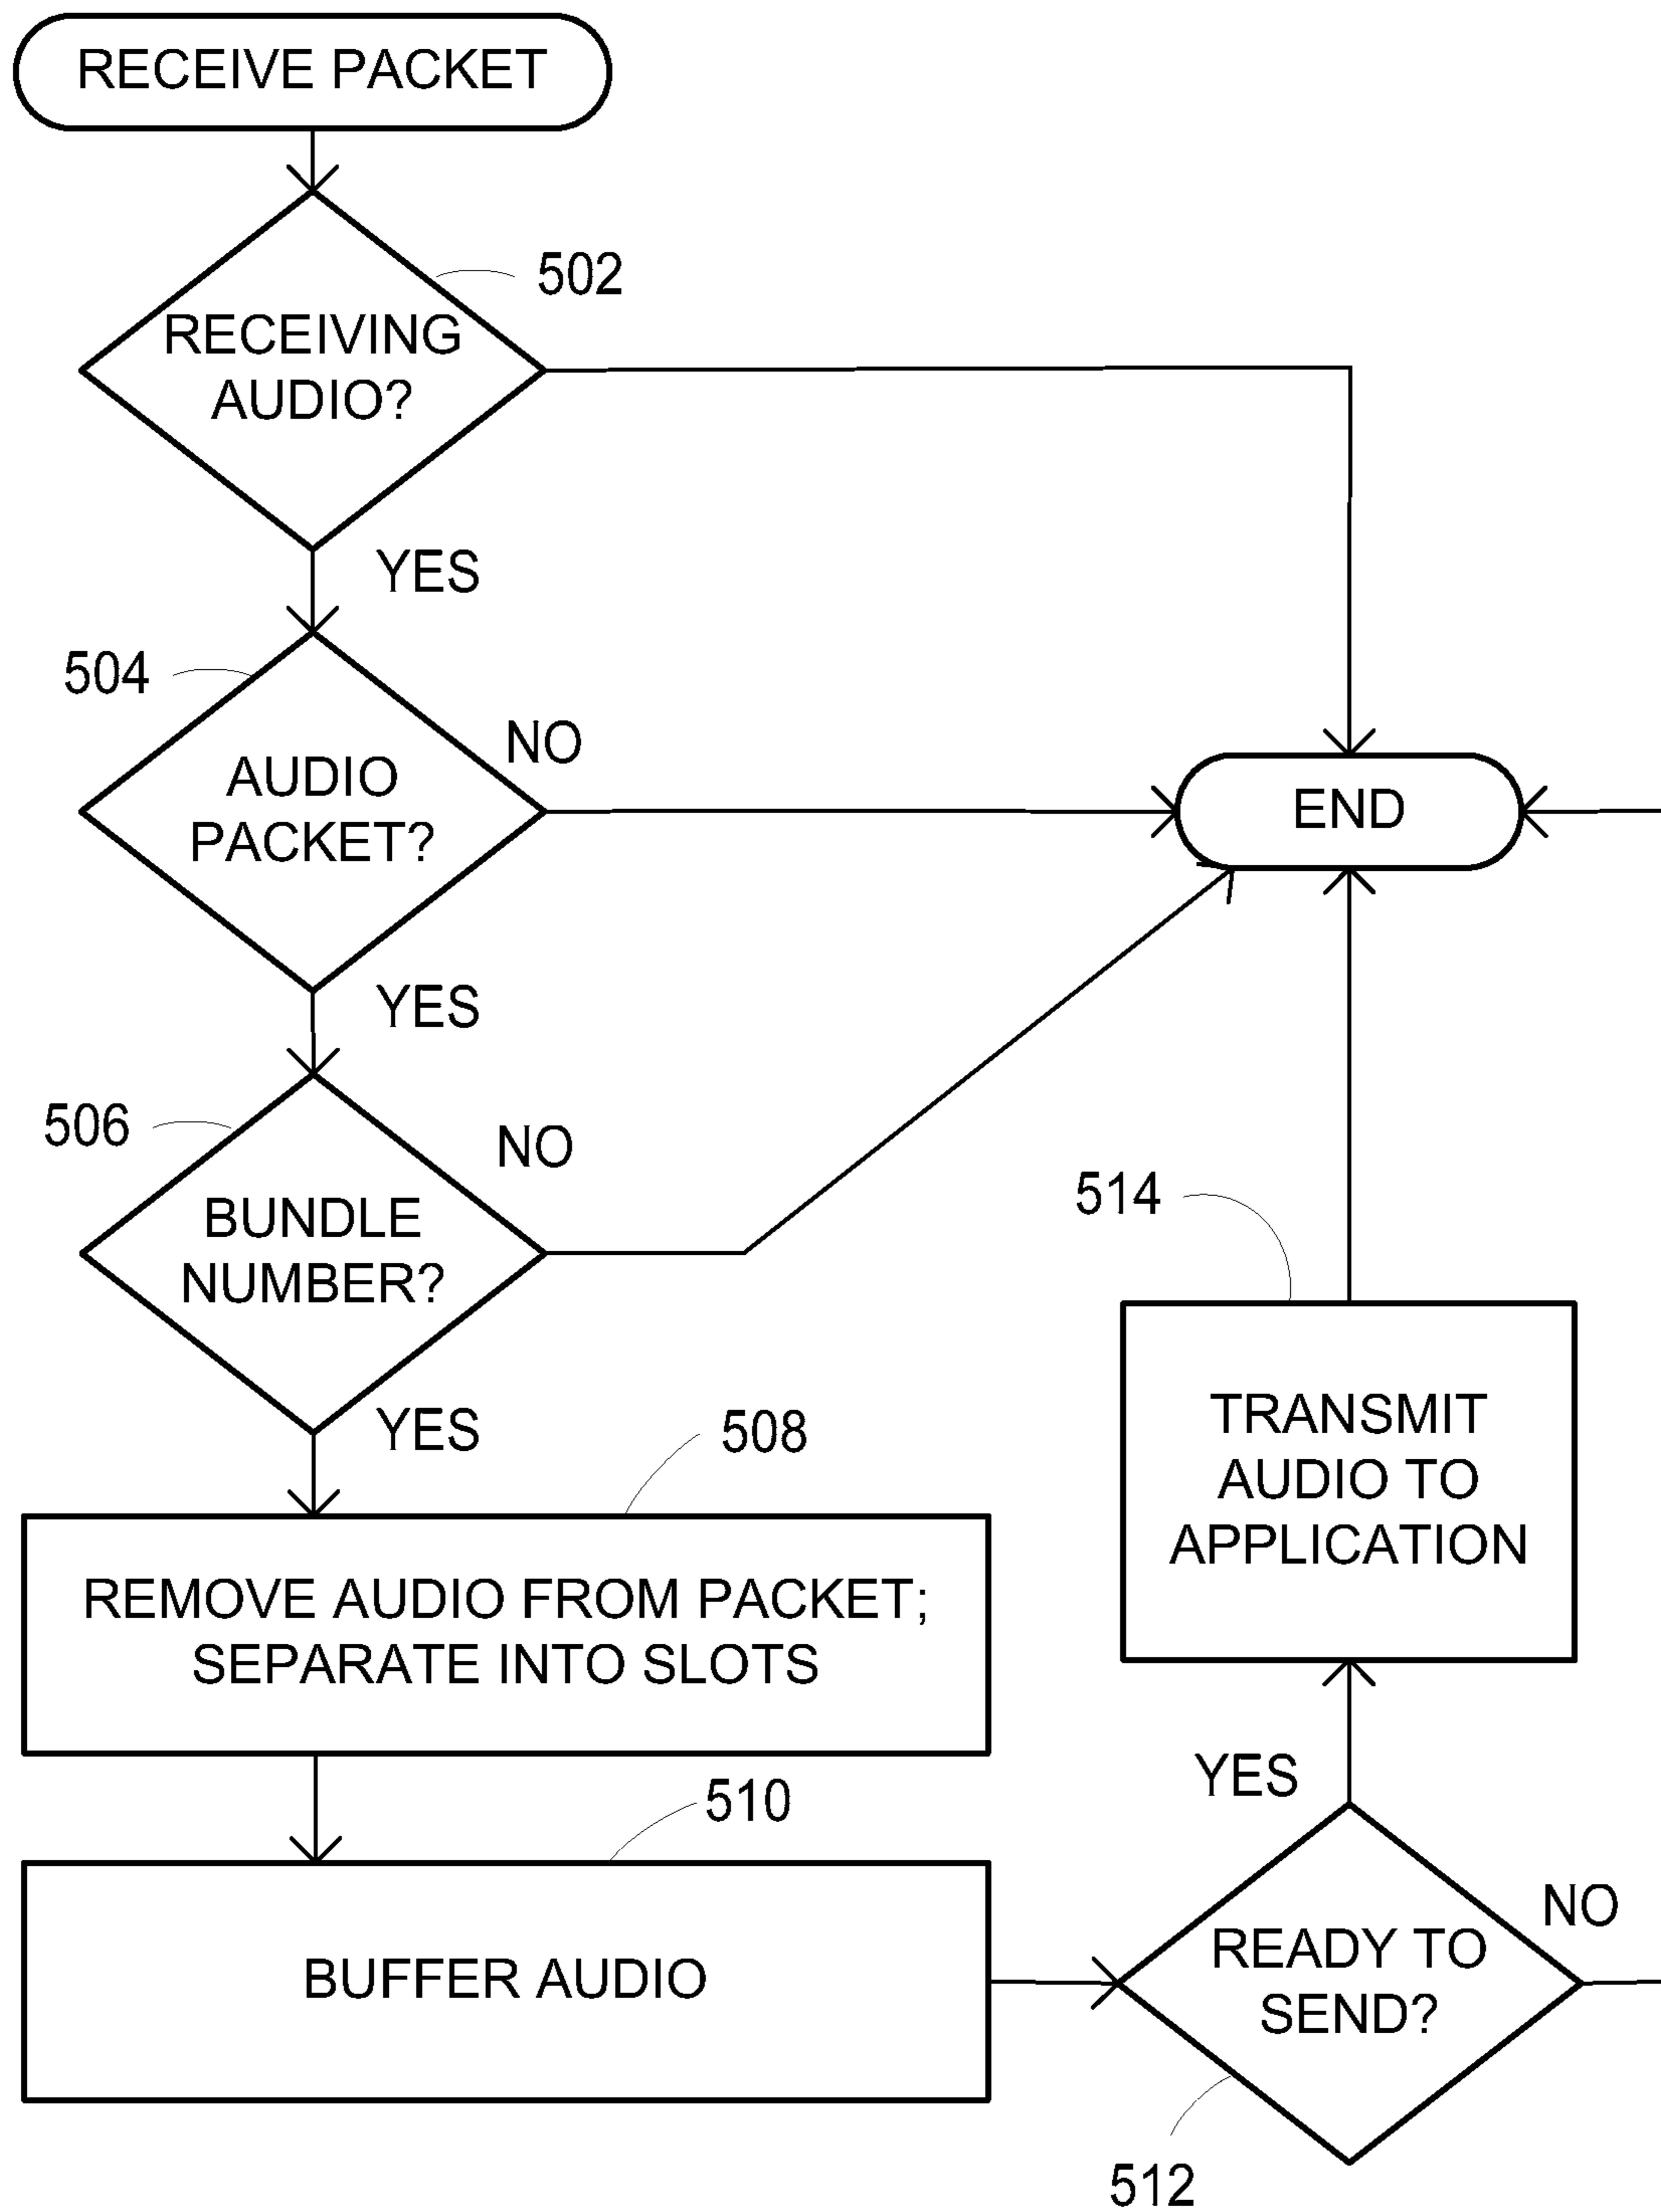 RECEIVE PACKET
502
RECEIVING
AUDIO?
YES
504
NO
AUDIO
PACKET?
END
YES
506
NO
BUNDLE
NUMBER?
514
YES
508
TRANSMIT
AUDIO TO
APPLICATION
REMOVE AUDIO FROM PACKET;
SEPARATE INTO SLOTS
YES
510
NO
BUFFER AUDIO
READY TO
SEND?
512